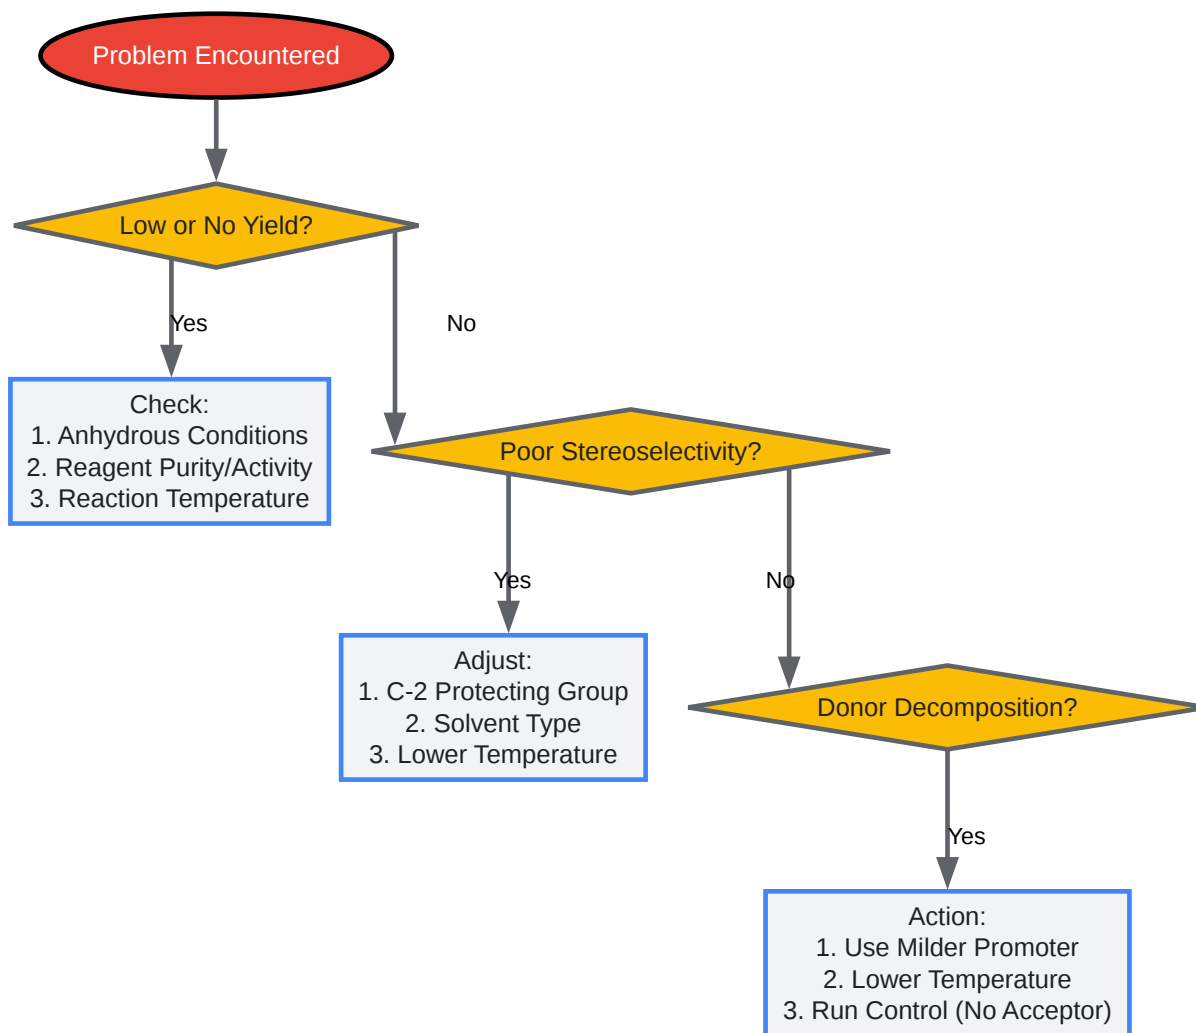 Problem Encountered
Low or No Yield?
Yes
No
Check:
1. Anhydrous Conditions
2. Reagent Purity/Activity
3. Reaction Temperature
Poor Stereoselectivity?
Yes
No
Adjust:
1. C-2 Protecting Group
2. Solvent Type
3. Lower Temperature
Donor Decomposition?
Yes
Action:
1. Use Milder Promoter
2. Lower Temperature
3. Run Control (No Acceptor)